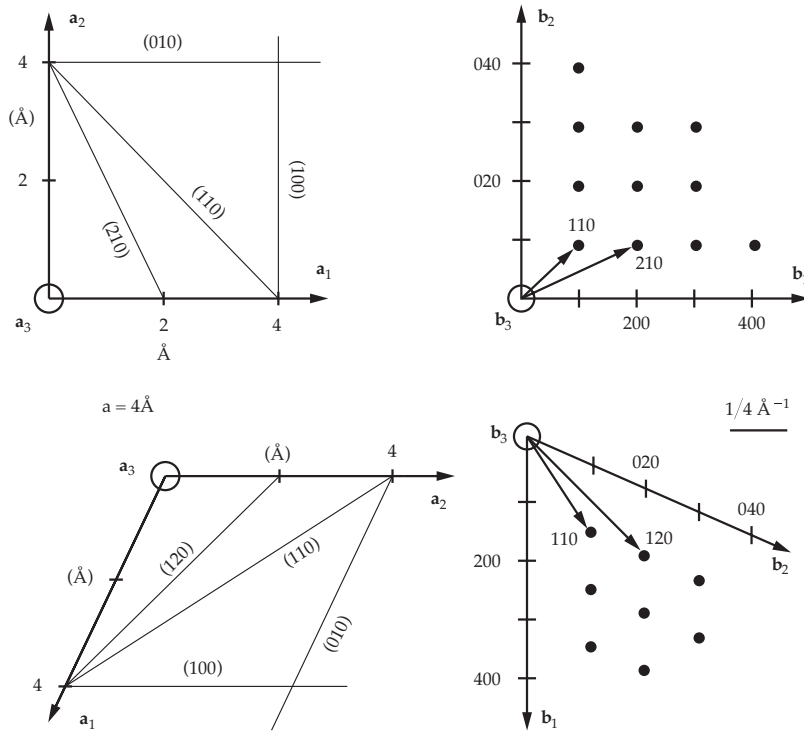 a₂
4
(Å)
2
(010)
(210)
(110)
(100)
a₁
a₃
2
4
Å
b₂
040
020
110
210
b₃
200
400
b₁
a = 4Å
a₃
(Å)
4
a₂
(120)
(110)
(Å)
(010)
4
(100)
a₁
1/4 Å⁻¹
b₃
020
040
110
120
b₂
200
400
b₁